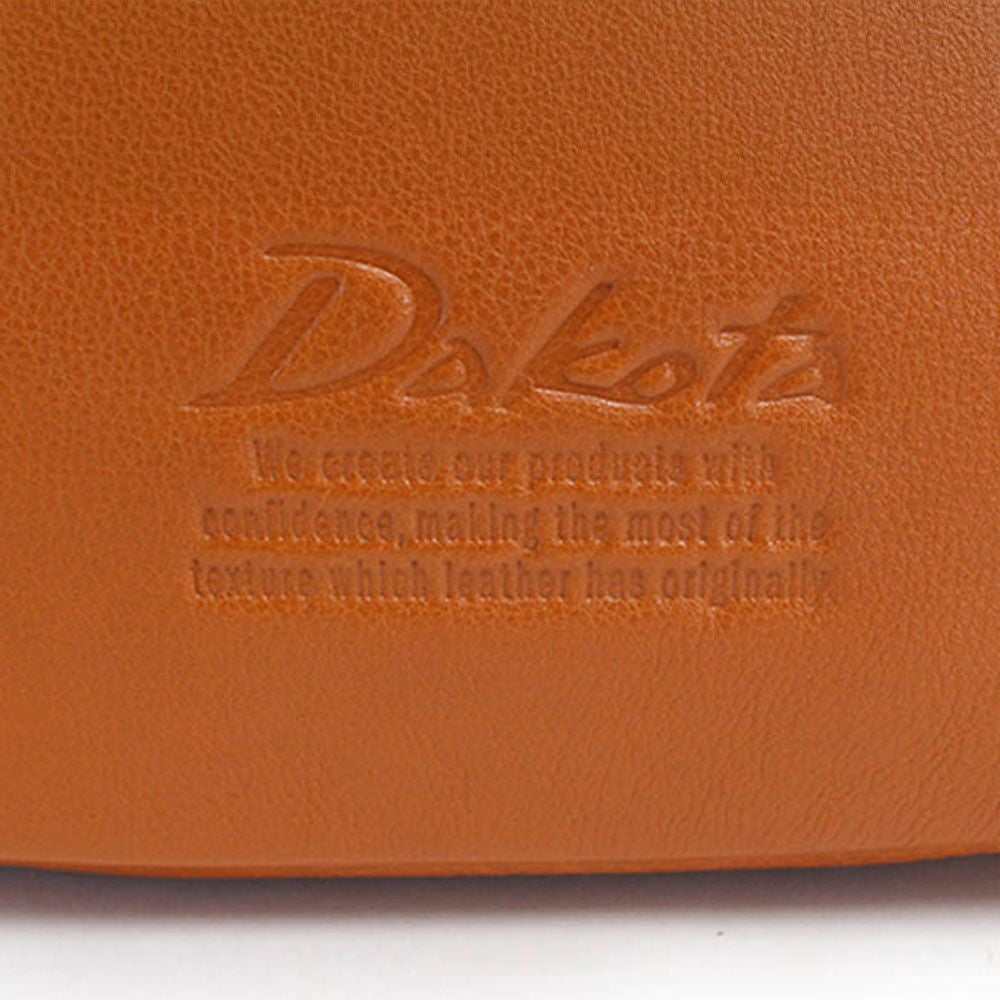 Dakota
We create our products with
confidence, making the most of the
texture which leather has originally.